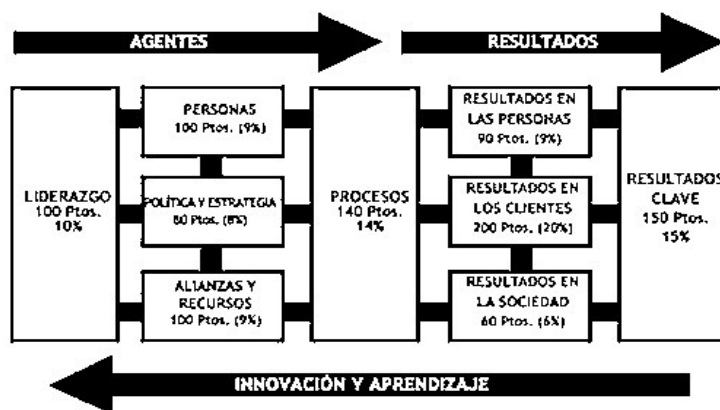 AGENTES
RESULTADOS
LIDERAZGO
100 Ptos.
10%
PERSONAS
100 Ptos. (9%)
POLÍTICA Y ESTRATEGIA
80 Ptos. (8%)
ALIANZAS Y
RECURSOS
100 Ptos. (9%)
PROCESOS
140 Ptos.
14%
RESULTADOS EN
LAS PERSONAS
90 Ptos. (9%)
RESULTADOS EN
LOS CLIENTES
200 Ptos. (20%)
RESULTADOS EN
LA SOCIEDAD
60 Ptos. (6%)
RESULTADOS
CLAVE
150 Ptos.
15%
INNOVACIÓN Y APRENDIZAJE